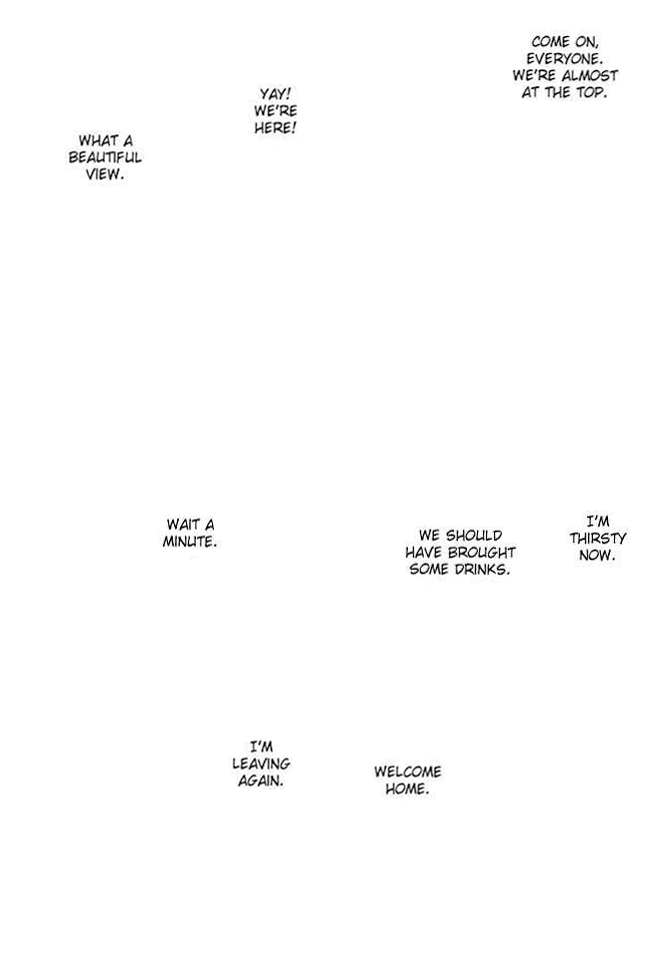 COME ON,
EVERYONE.
WE'RE ALMOST
AT THE TOP.
YAY!
WE'RE
HERE!
WHAT A
BEAUTIFUL
VIEW.
I'M
THIRSTY
NOW.
WE SHOULD
HAVE BROUGHT
SOME DRINKS.
WAIT A
MINUTE.
WELCOME
HOME.
I'M
LEAVING
AGAIN.